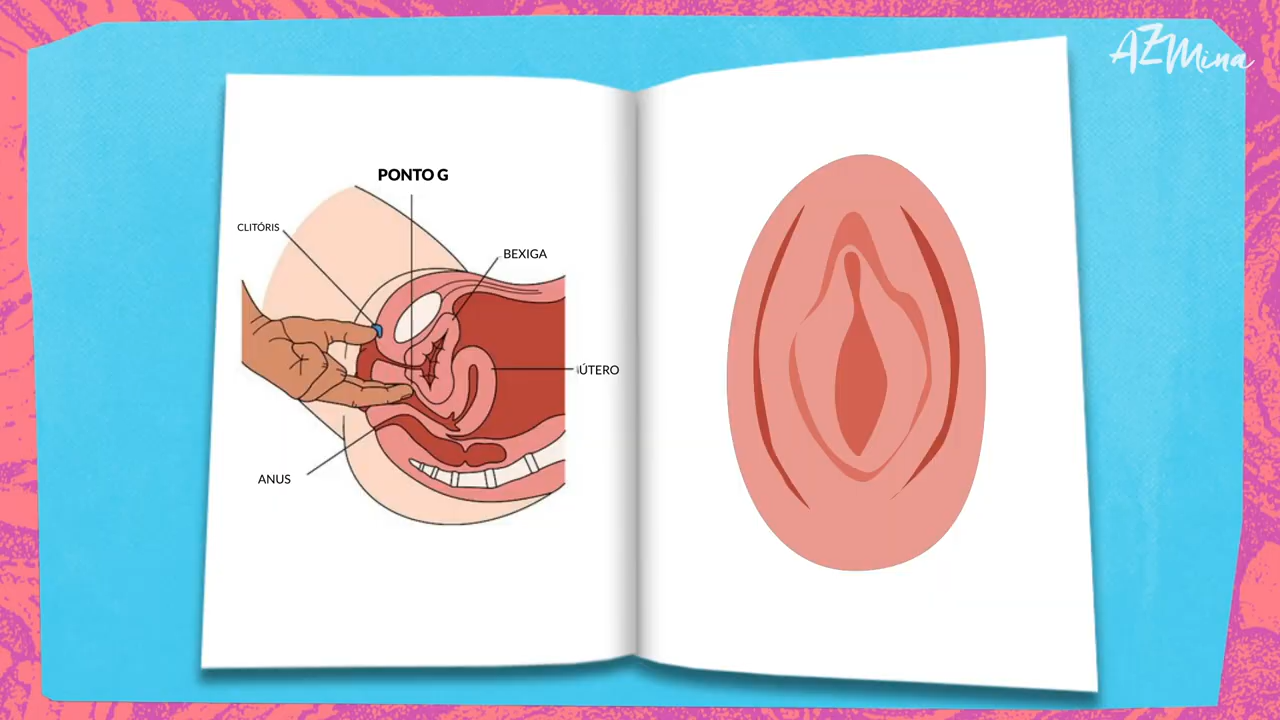 AZMina
PONTO G
CLITÓRIS
BEXIGA
ÚTERO
ANUS